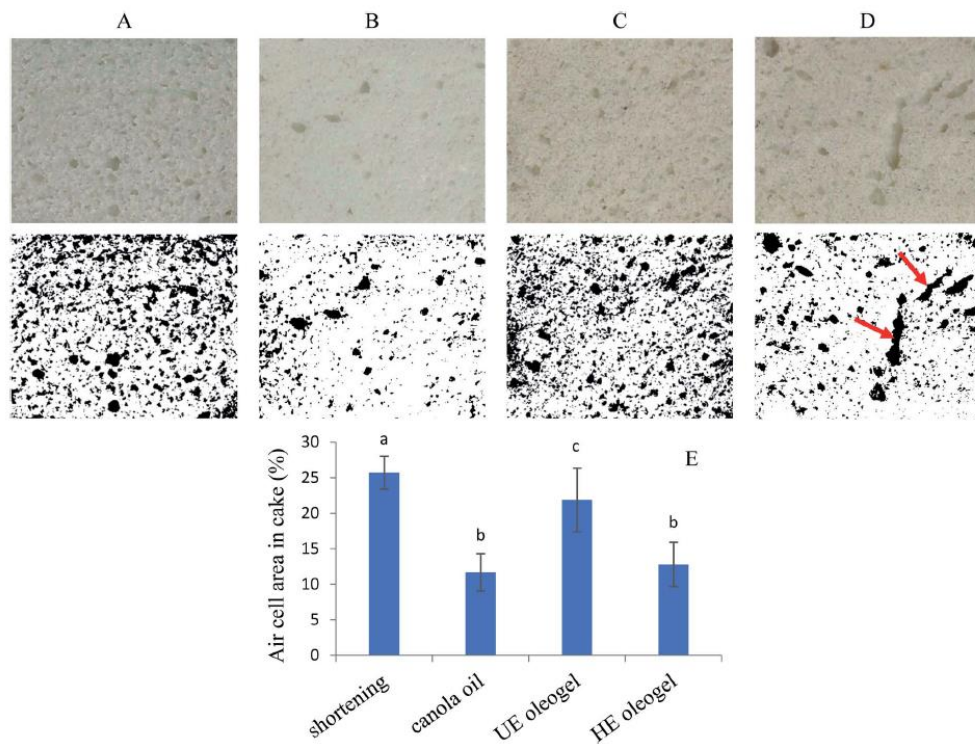 A B C D
E
Air cell area in cake (%)
30
25
20
15
10
5
0
a
b
c
b
shortening
canola oil
UE oleogel
HE oleogel